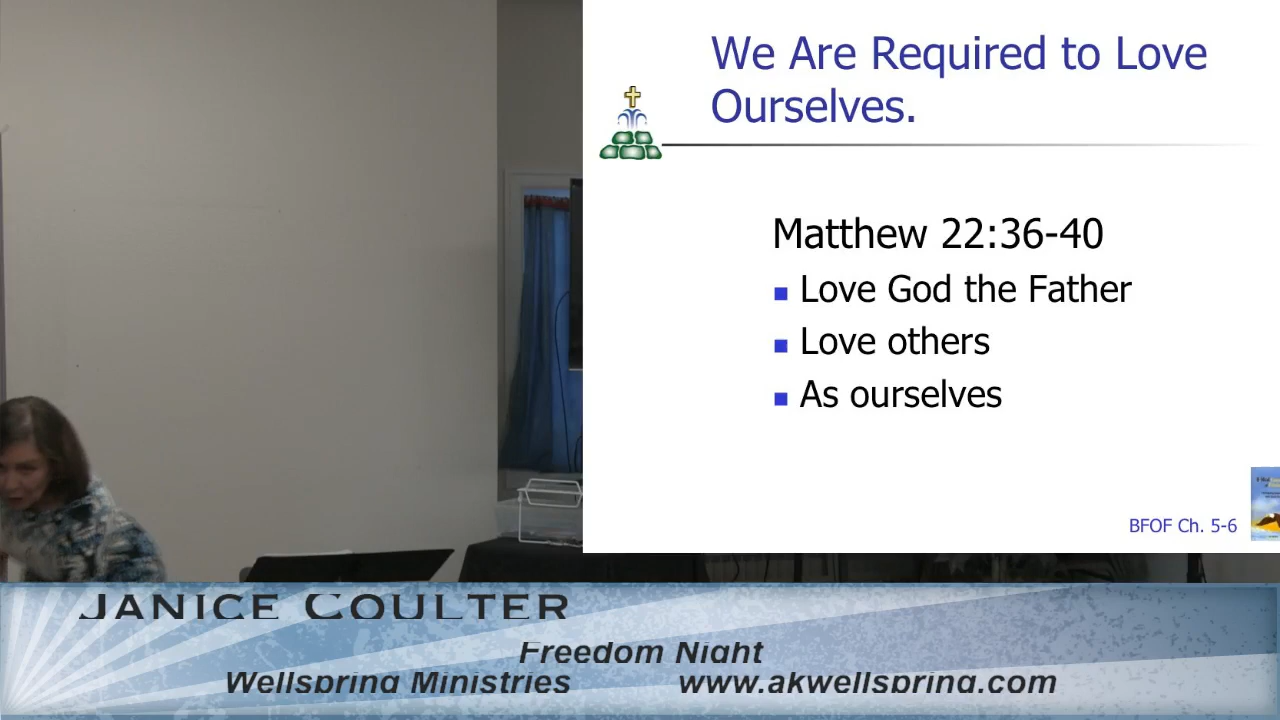 We Are Required to Love
Ourselves.
Matthew 22:36-40
Love God the Father
Love others
As ourselves
BFOF Ch. 5-6
JANICE COULTER
Freedom Night
Wellspring Ministries www.akwellspring.com